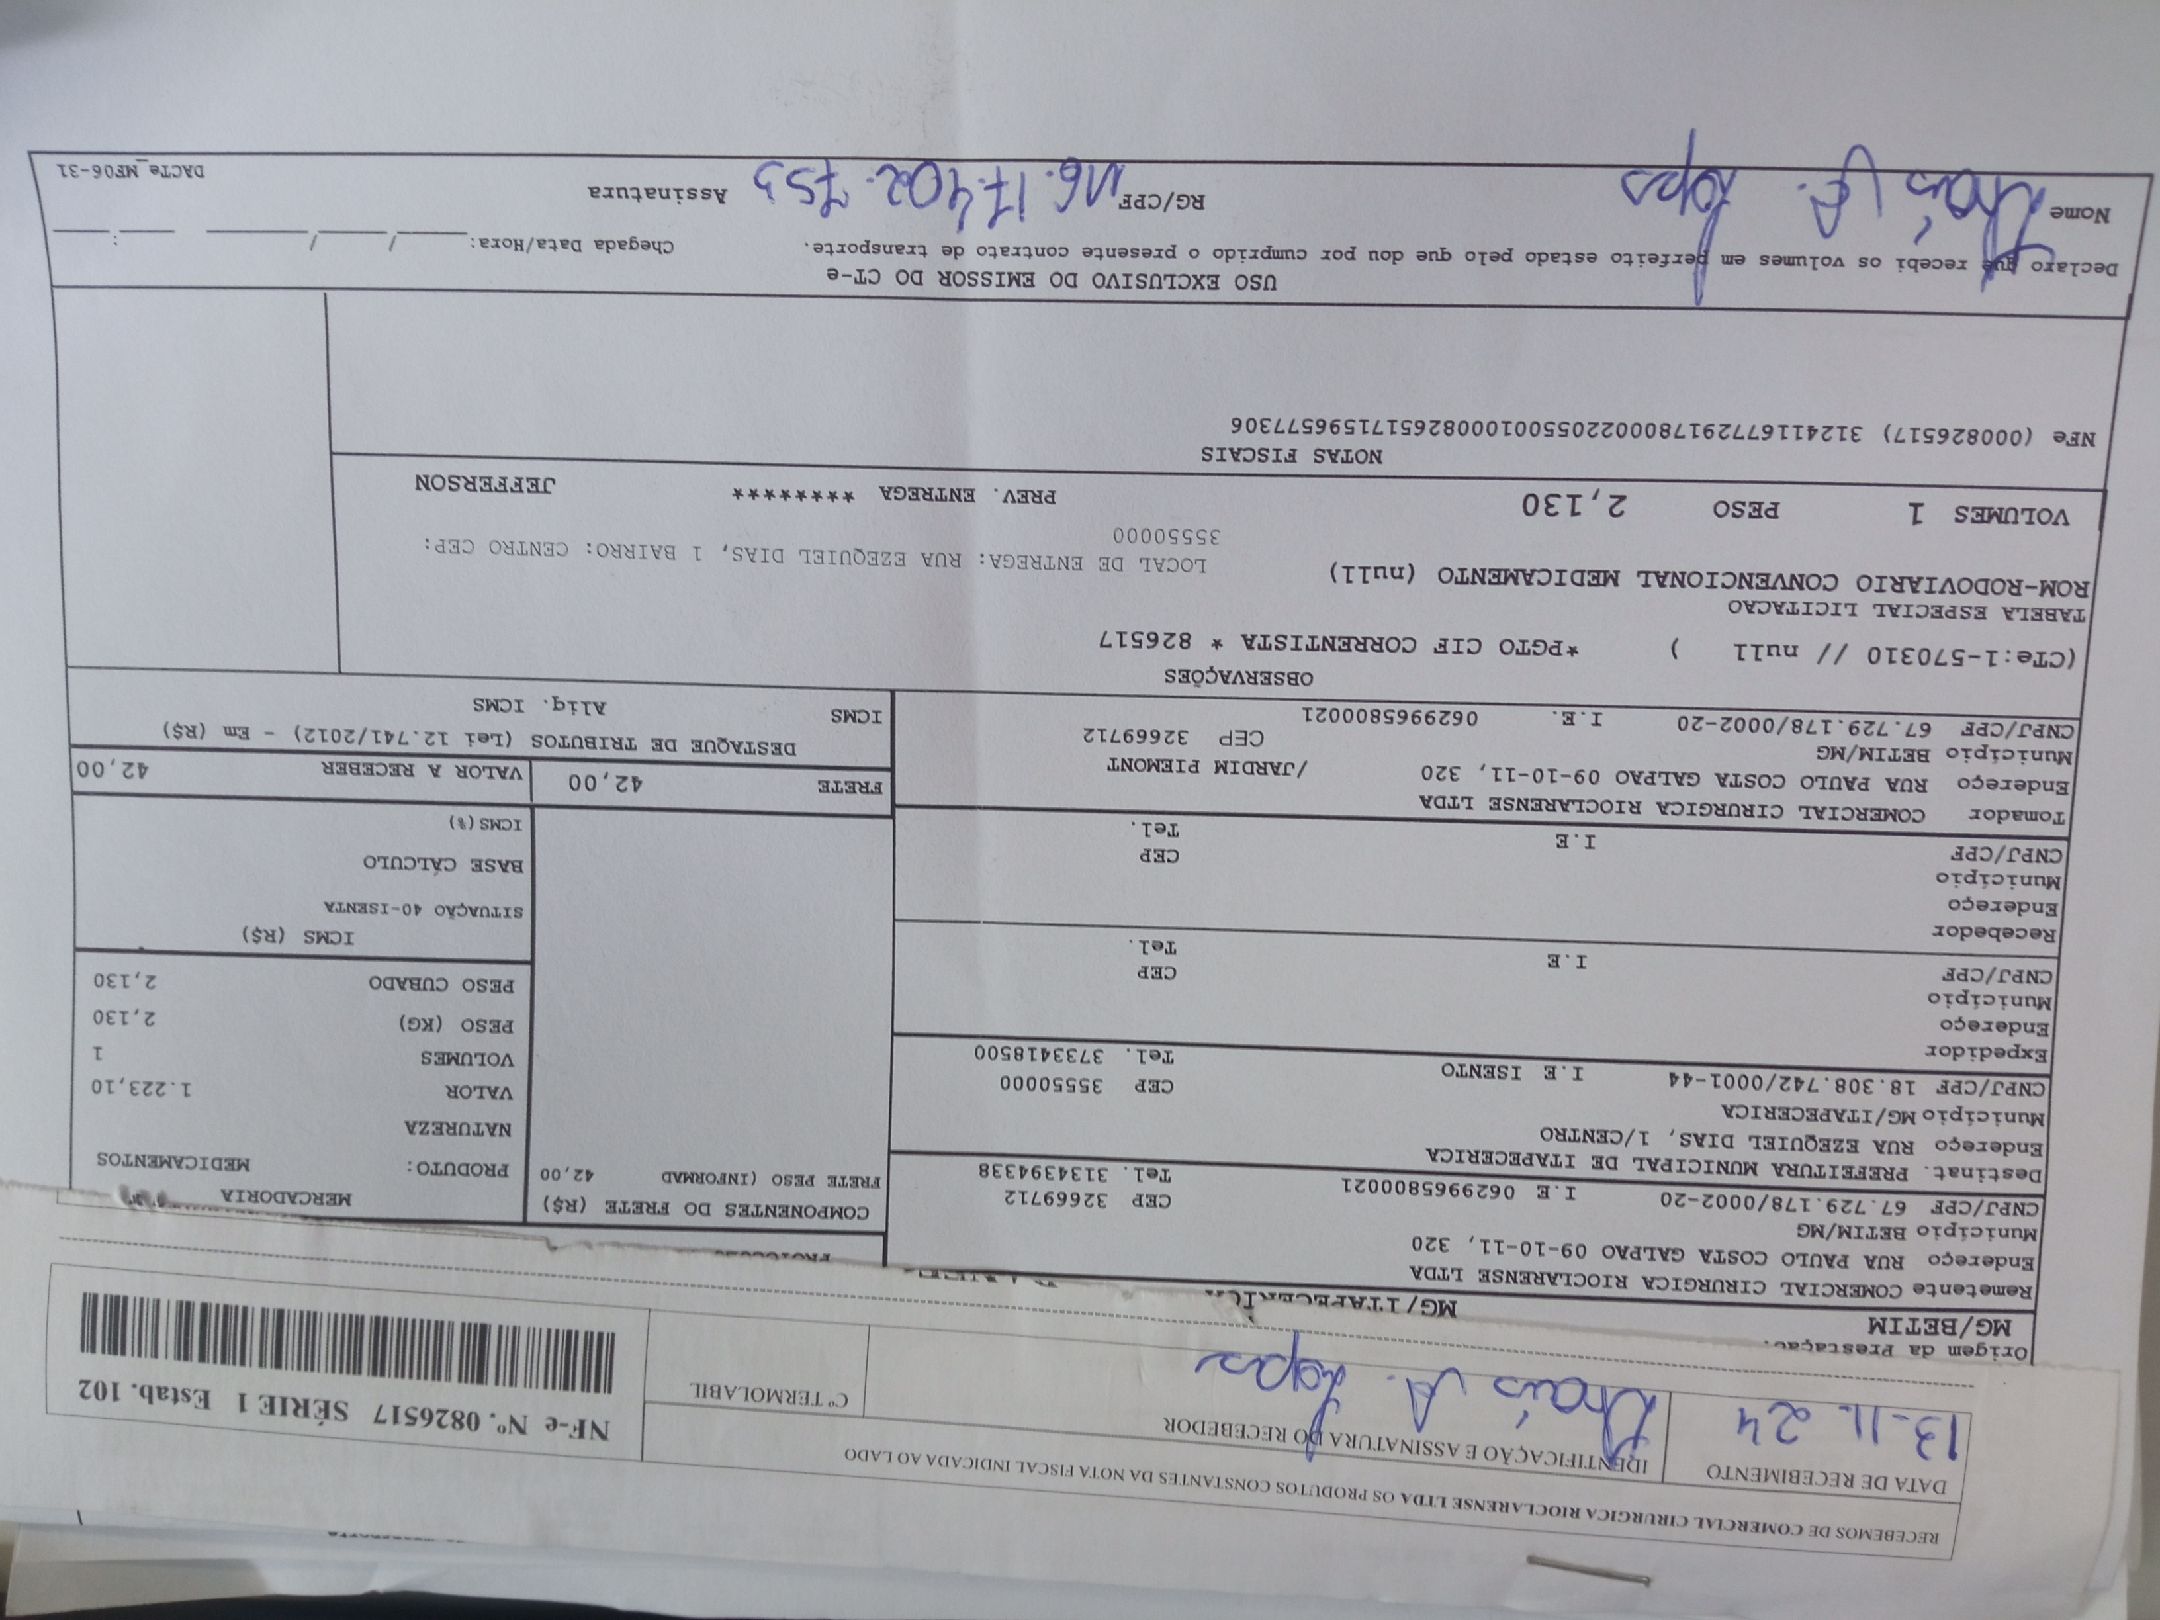 RECEBEMOS DE COMERCIAL CIRURGICA RIOCLARENSE LTDA OS PRODUTOS CONSTANTES DA NOTA FISCAL INDICADA AO LADO
DATA DE RECEBIMENTO
13-11-24
IDENTIFICAÇÃO E ASSINATURA DO RECEBEDOR
Thaís A. Lopes
Cº TERMOLABIL
NF-e Nº. 0826517 SÉRIE 1 Estab. 102
Origem da Prestação
MG/BETIM
MG/ITAPECERICA
Remetente COMERCIAL CIRURGICA RIOCLARENSE LTDA
Endereço RUA PAULO COSTA GALPAO 09-10-11, 320
Município BETIM/MG CEP 32669712
CNPJ/CPF 67.729.178/0002-20 I.E 0629965800021 Tel. 3134394338
Destinat. PREFEITURA MUNICIPAL DE ITAPECERICA
Endereço RUA EZEQUIEL DIAS, 1/CENTRO
Município MG/ITAPECERICA CEP 35550000
CNPJ/CPF 18.308.742/0001-44 I.E ISENTO Tel. 3733418500
Expedidor
Endereço
Município CEP
CNPJ/CPF I.E Tel.
Recebedor
Endereço
Município CEP
CNPJ/CPF I.E Tel.
Tomador COMERCIAL CIRURGICA RIOCLARENSE LTDA
Endereço RUA PAULO COSTA GALPAO 09-10-11, 320 /JARDIM PIEMONT
Município BETIM/MG CEP 32669712
CNPJ/CPF 67.729.178/0002-20 I.E. 0629965800021
COMPONENTES DO FRETE (R$)
FRETE PESO (INFORMAD 42,00
MERCADORIA
PRODUTO: MEDICAMENTOS
NATUREZA
VALOR 1.223,10
VOLUMES 1
PESO (KG) 2,130
PESO CUBADO 2,130
ICMS (R$)
SITUAÇÃO 40-ISENTA
BASE CÁLCULO
ICMS(%)
FRETE 42,00 VALOR A RECEBER 42,00
DESTAQUE DE TRIBUTOS (Lei 12.741/2012) - Em (R$)
ICMS Aliq. ICMS
OBSERVAÇÕES
(CTe:1-570310 // null ) *PGTO CIF CORRENTISTA * 826517
TABELA ESPECIAL LICITACAO
ROM-RODOVIARIO CONVENCIONAL MEDICAMENTO (null)
LOCAL DE ENTREGA: RUA EZEQUIEL DIAS, 1 BAIRRO: CENTRO CEP:
35550000
VOLUMES 1 PESO 2,130 PREV. ENTREGA ******** JEFFERSON
NOTAS FISCAIS
NFe (000826517) 31241167729178000220550010008265171596577306
USO EXCLUSIVO DO EMISSOR DO CT-e
Declaro que recebi os volumes em perfeito estado pelo que dou por cumprido o presente contrato de transporte. Chegada Data/Hora: ____/____/____ ___:___
Nome Thaís A. Lopes RG/CPF MG.17.402.753 Assinatura
DACTe_MF06-31